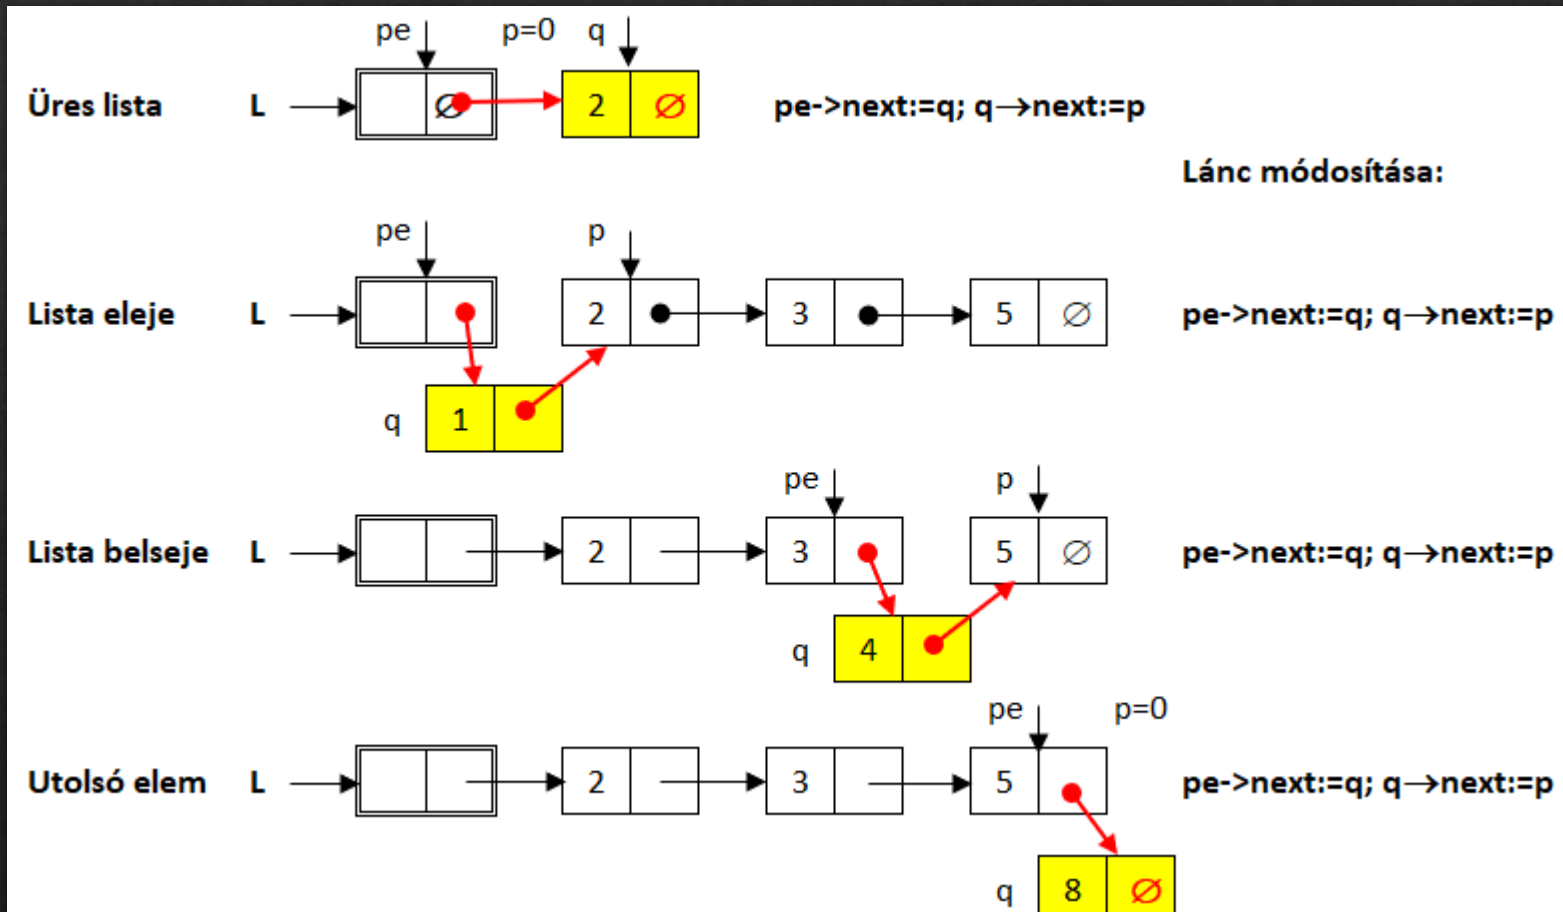 pe p=0 q
Üres lista L Ø 2 Ø pe->next:=q; q→next:=p
Lánc módosítása:
pe p
Lista eleje L 2 3 5 Ø pe->next:=q; q→next:=p
q 1
pe p
Lista belseje L 2 3 5 Ø pe->next:=q; q→next:=p
q 4
pe p=0
Utolsó elem L 2 3 5 pe->next:=q; q→next:=p
q 8 Ø